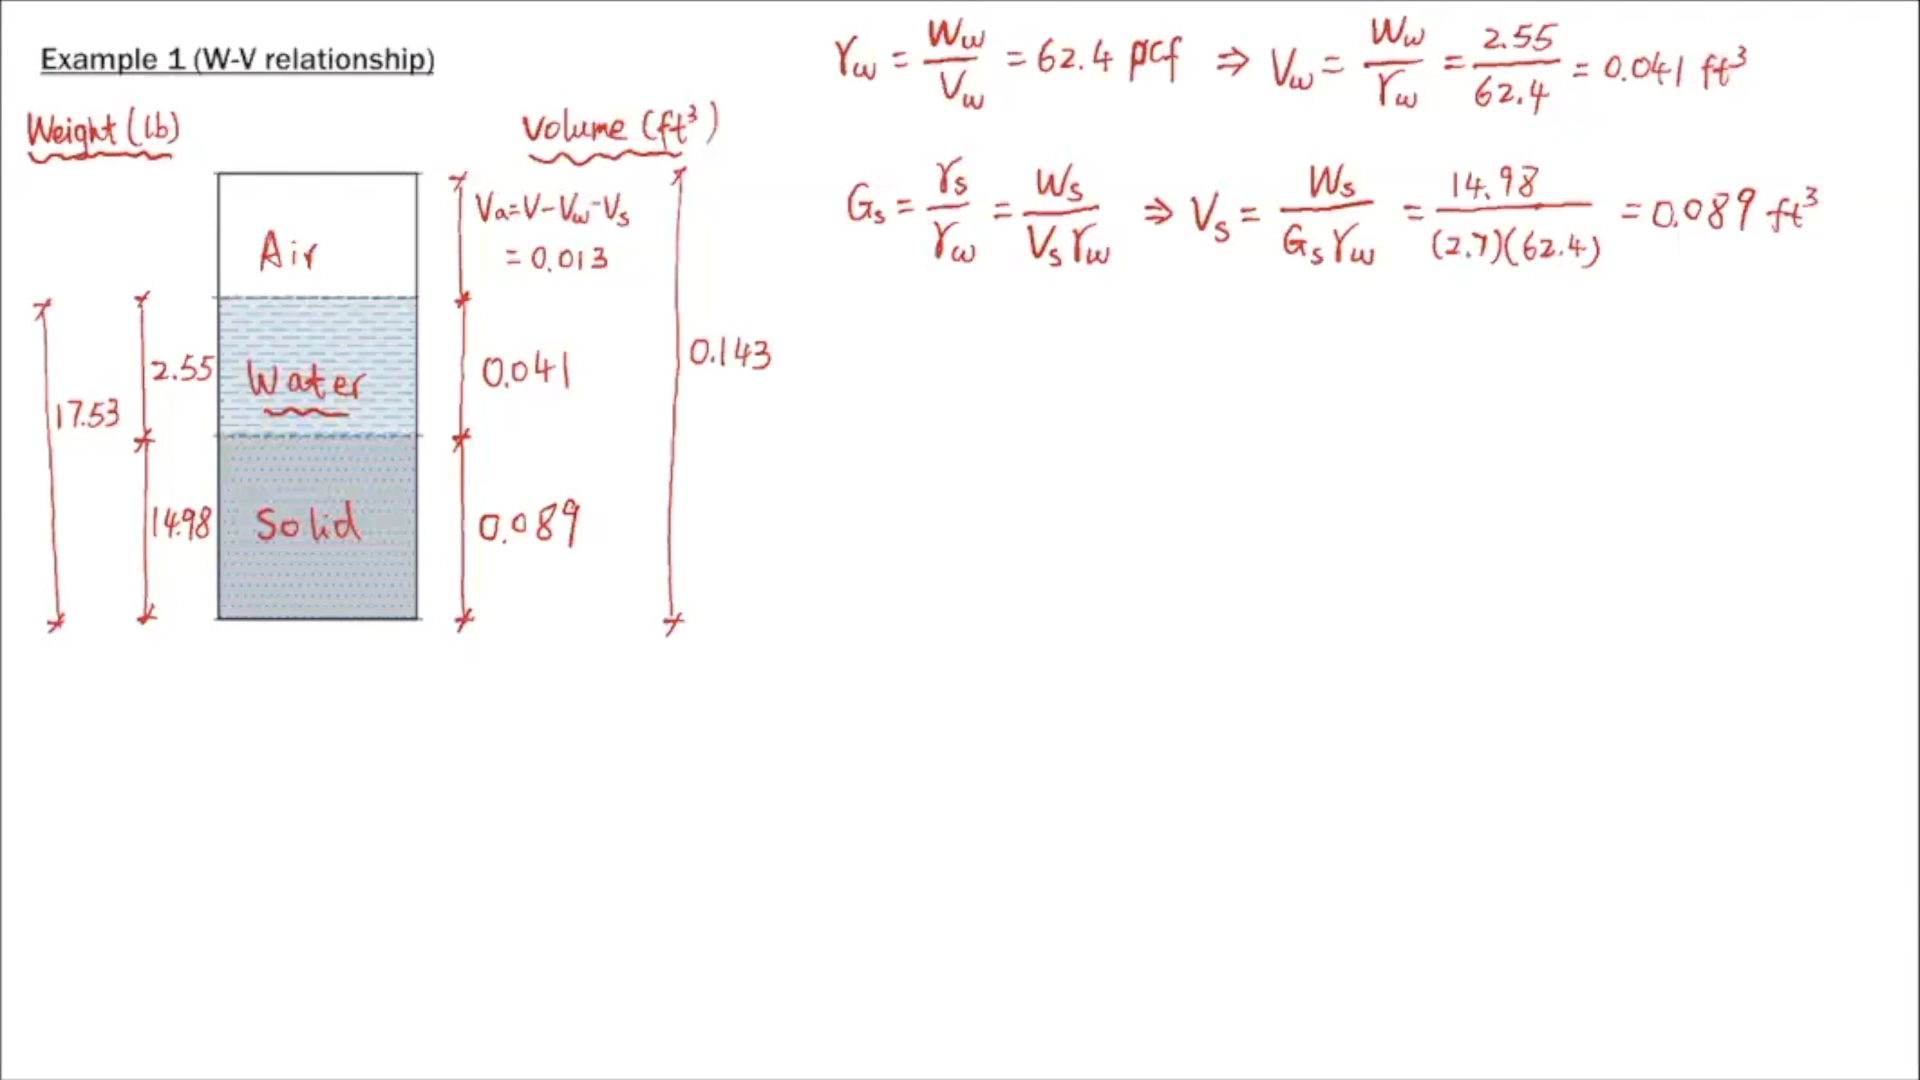 Example 1 (W-V relationship)
Weight (lb)
Volume (ft³)
Air
Water
Solid
17.53
2.55
14.98
Va=V-Vw-Vs
= 0.013
0.041
0.089
0.143
γw = Ww/Vw = 62.4 pcf ⇒ Vw = Ww/γw = 2.55/62.4 = 0.041 ft³
Gs = γs/γw = Ws/Vsγw ⇒ Vs = Ws/Gsγw = 14.98/(2.7)(62.4) = 0.089 ft³